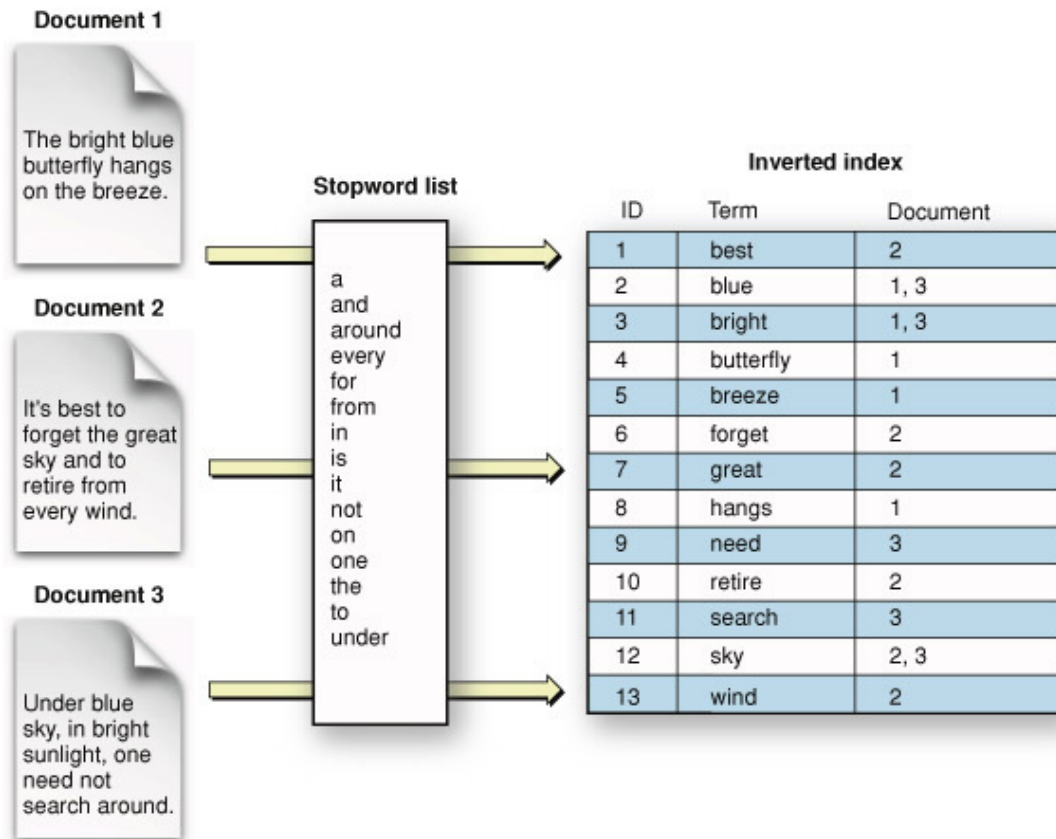 Document 1
The bright blue
butterfly hangs
on the breeze.
Document 2
It's best to
forget the great
sky and to
retire from
every wind.
Document 3
Under blue
sky, in bright
sunlight, one
need not
search around.
Stopword list
a
and
around
every
for
from
in
is
it
not
on
one
the
to
under
Inverted index
ID Term Document
1 best 2
2 blue 1, 3
3 bright 1, 3
4 butterfly 1
5 breeze 1
6 forget 2
7 great 2
8 hangs 1
9 need 3
10 retire 2
11 search 3
12 sky 2, 3
13 wind 2